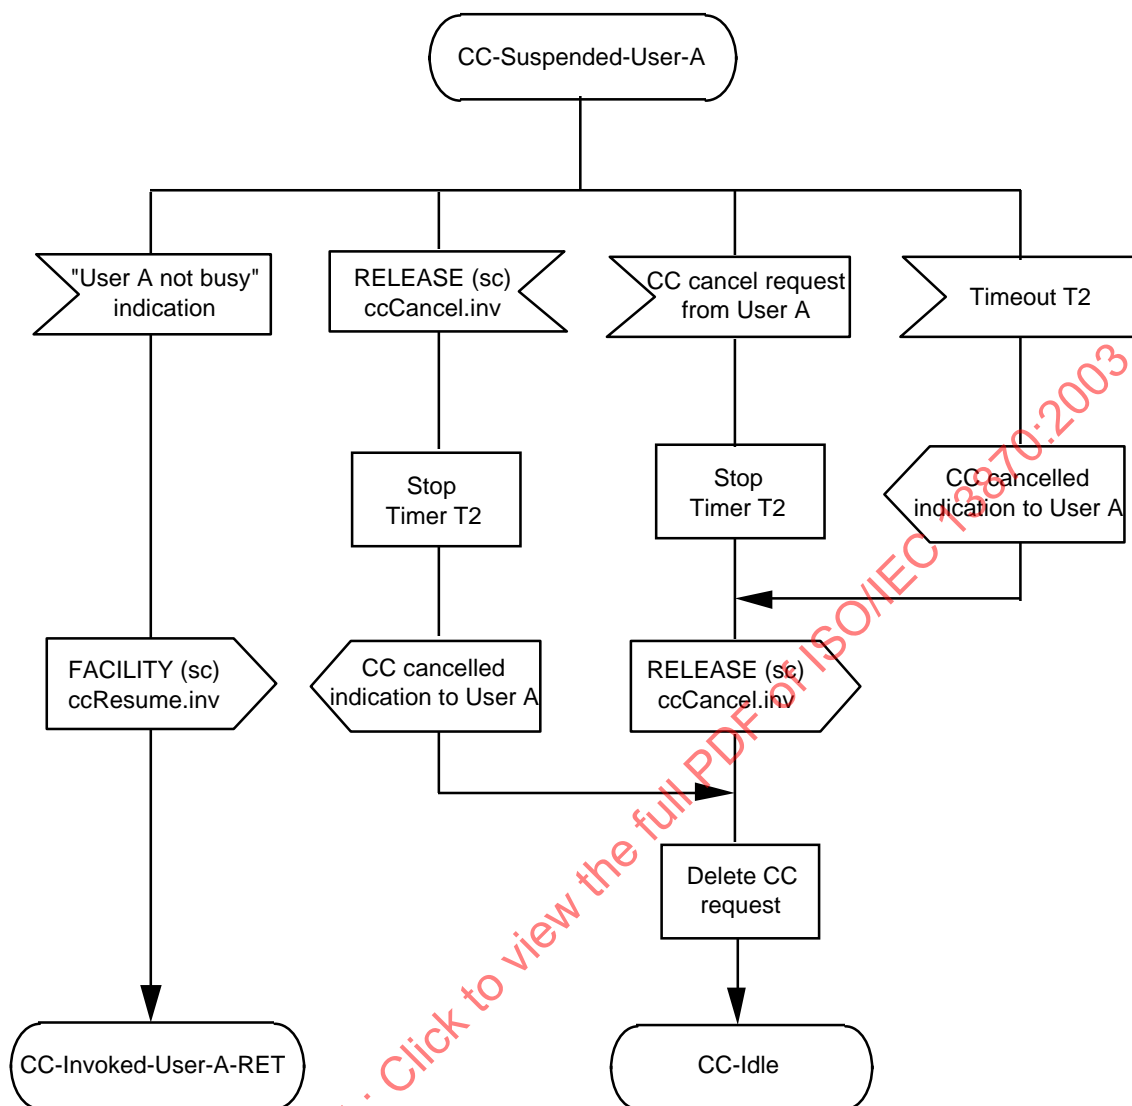 CC-Suspended-User-A
"User A not busy"
indication
RELEASE (sc)
ccCancel.inv
CC cancel request
from User A
Timeout T2
Stop
Timer T2
Stop
Timer T2
CC cancelled
indication to User A
FACILITY (sc)
ccResume.inv
CC cancelled
indication to User A
RELEASE (sc)
ccCancel.inv
Delete CC
request
CC-Invoked-User-A-RET
CC-Idle
: Click to view the full PDF of ISO/IEC 13870:2003